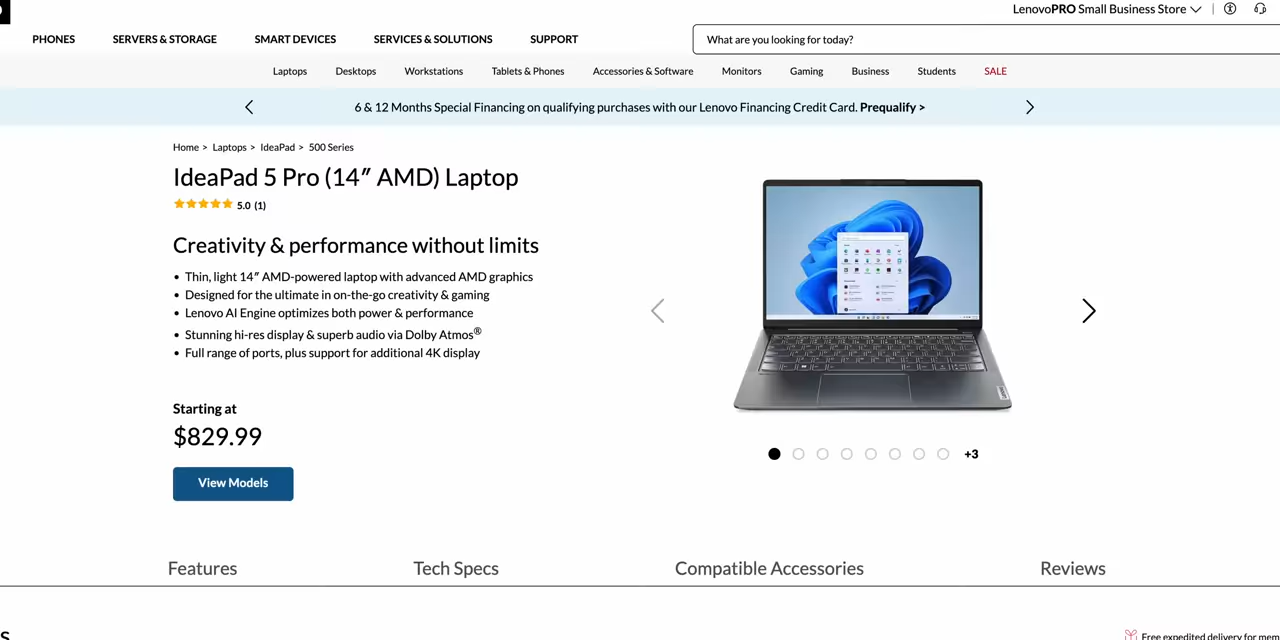 LenovoPRO Small Business Store
PHONES SERVERS & STORAGE SMART DEVICES SERVICES & SOLUTIONS SUPPORT
What are you looking for today?
Laptops Desktops Workstations Tablets & Phones Accessories & Software Monitors Gaming Business Students SALE
6 & 12 Months Special Financing on qualifying purchases with our Lenovo Financing Credit Card. Prequalify >
Home > Laptops > IdeaPad > 500 Series
IdeaPad 5 Pro (14″ AMD) Laptop
5.0 (1)
Creativity & performance without limits
• Thin, light 14″ AMD-powered laptop with advanced AMD graphics
• Designed for the ultimate in on-the-go creativity & gaming
• Lenovo AI Engine optimizes both power & performance
• Stunning hi-res display & superb audio via Dolby Atmos®
• Full range of ports, plus support for additional 4K display
Starting at
$829.99
View Models
Lenovo
+3
Features Tech Specs Compatible Accessories Reviews
Free expedited delivery for mem